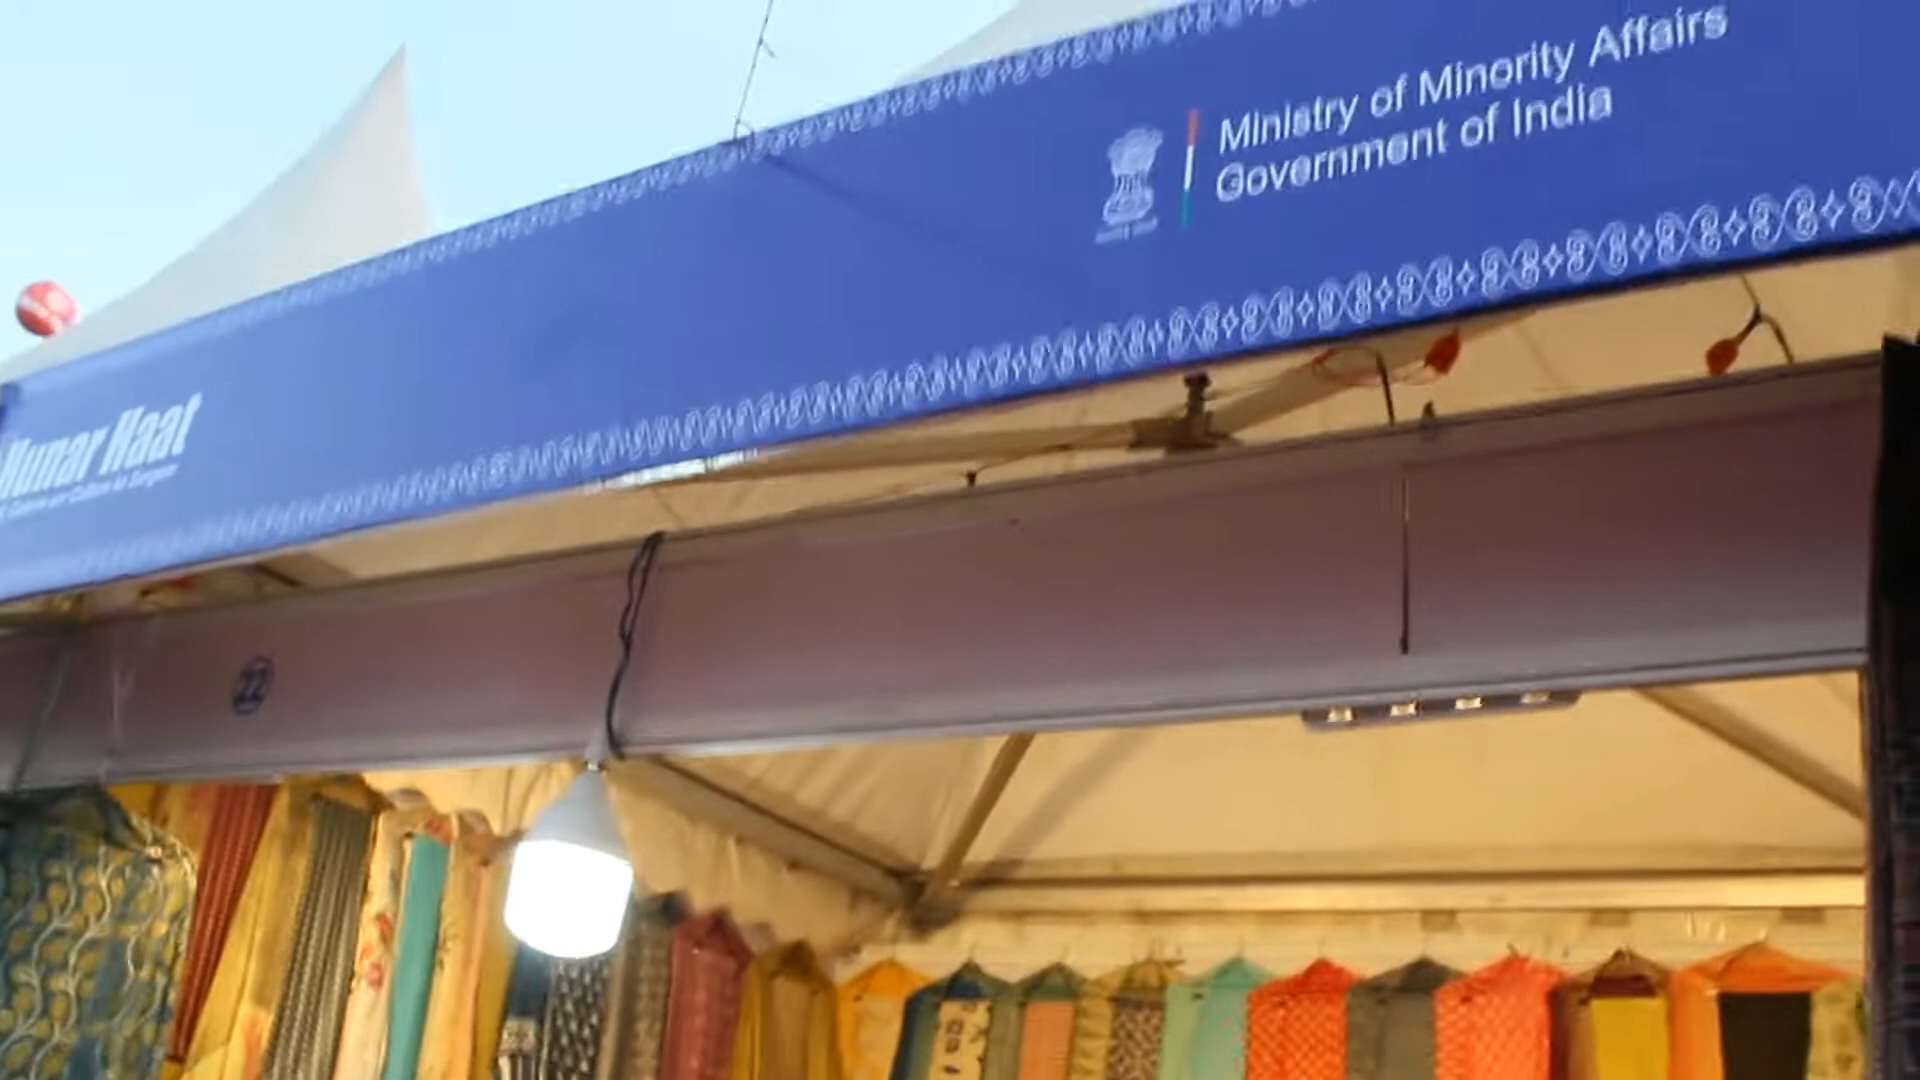 Ministry of Minority Affairs
Government of India
Hunar Haat
22